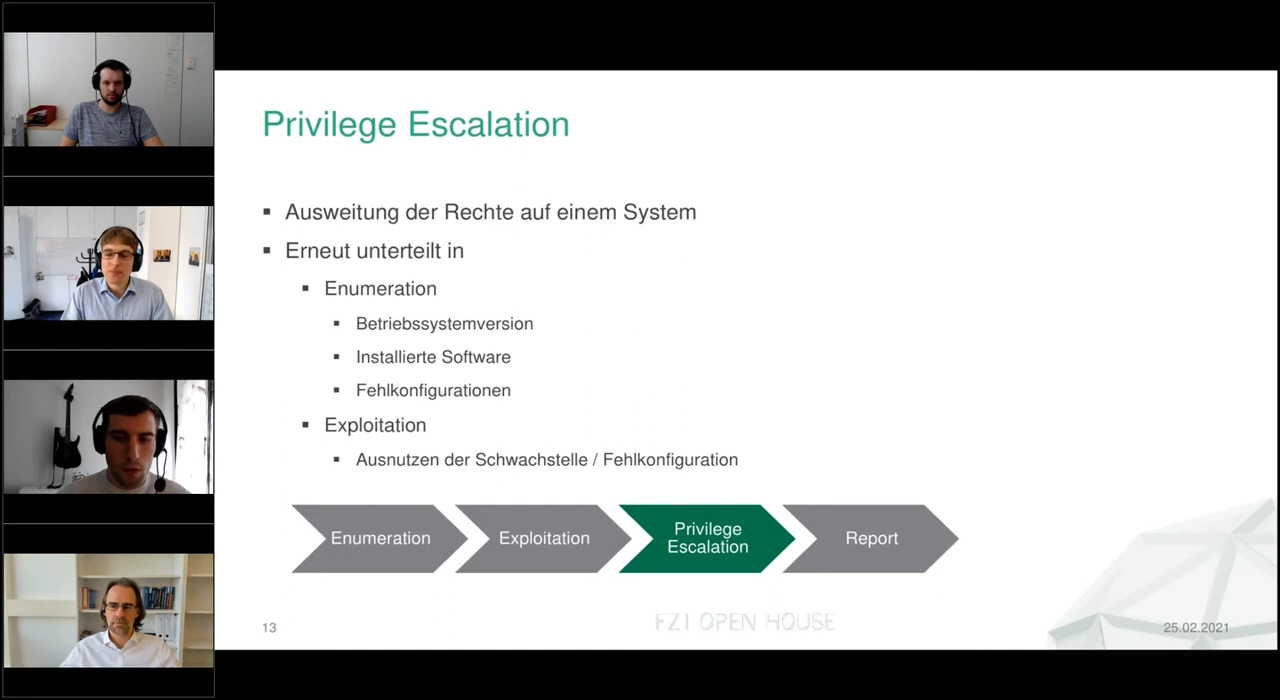 Privilege Escalation
Ausweitung der Rechte auf einem System
Erneut unterteilt in
Enumeration
Betriebssystemversion
Installierte Software
Fehlkonfigurationen
Exploitation
Ausnutzen der Schwachstelle / Fehlkonfiguration
Enumeration
Exploitation
Privilege
Escalation
Report
13
FZI OPEN HOUSE
25.02.2021